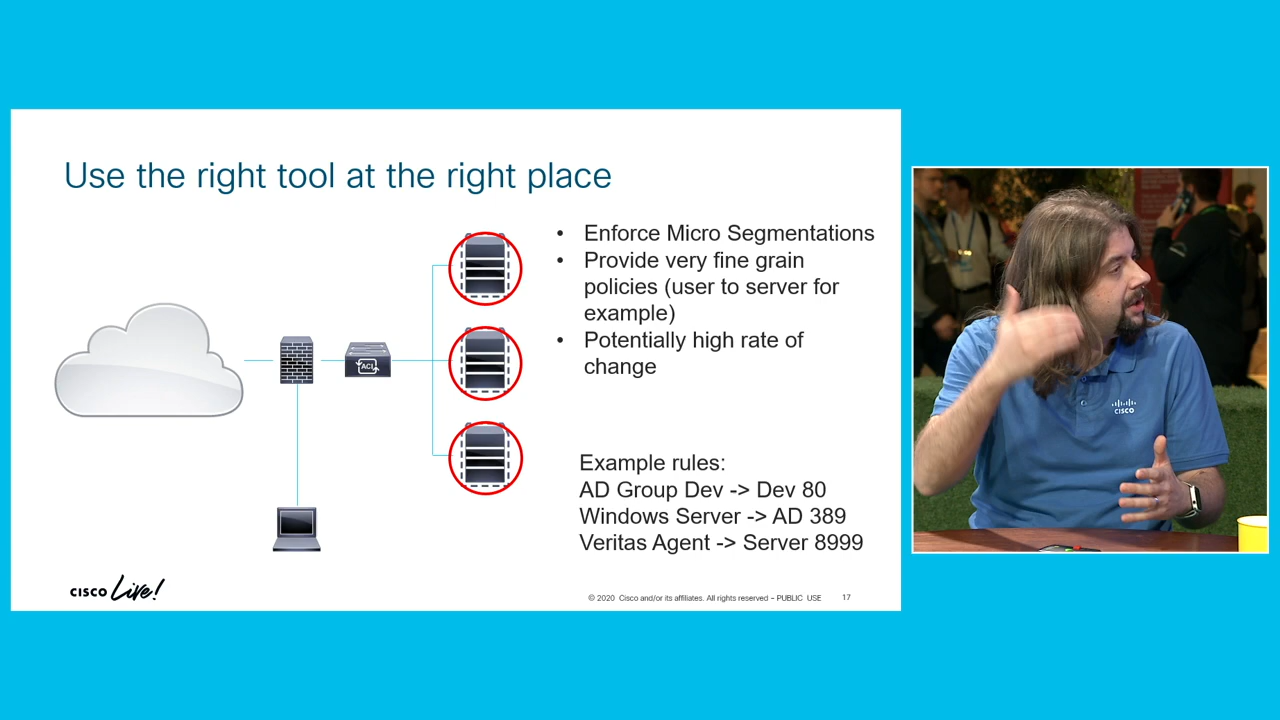 Use the right tool at the right place
• Enforce Micro Segmentations
• Provide very fine grain
policies (user to server for
example)
• Potentially high rate of
change
ACI
Example rules:
AD Group Dev -> Dev 80
Windows Server -> AD 389
Veritas Agent -> Server 8999
CISCO
CISCO Live!
© 2020 Cisco and/or its affiliates. All rights reserved – PUBLIC USE 17